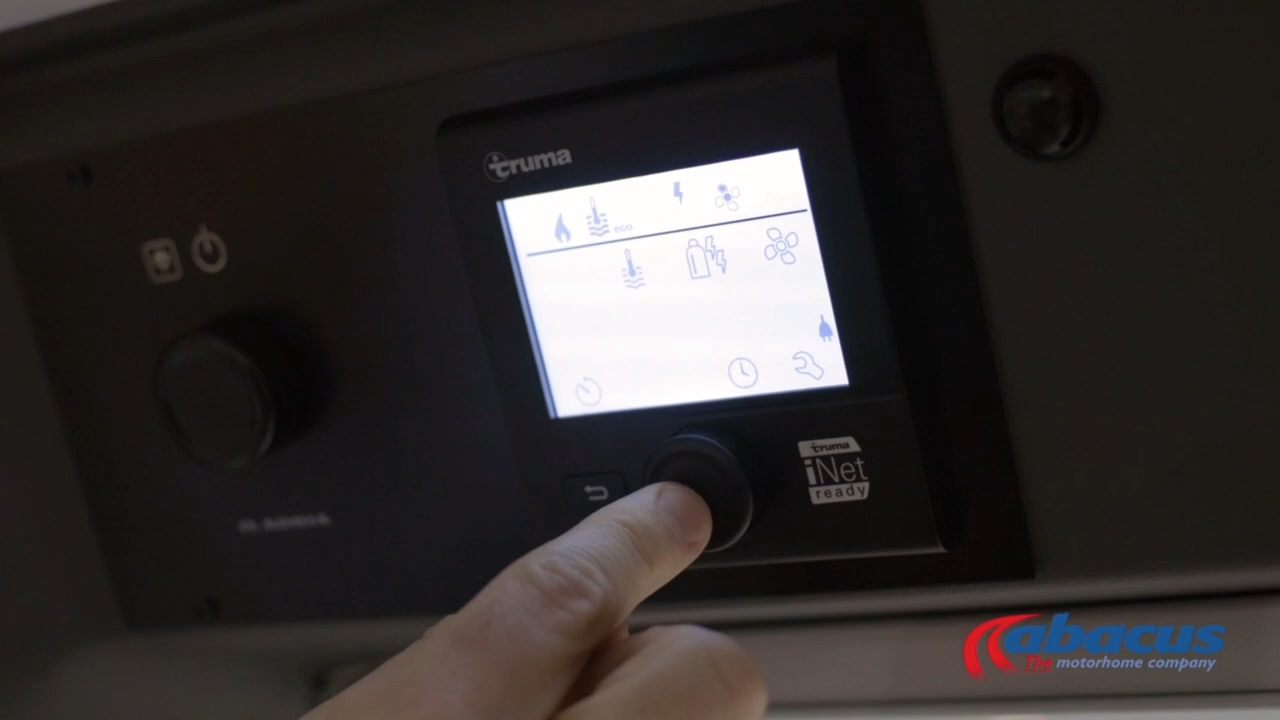 truma
eco
truma
iNet
ready
abacus
The motorhome company